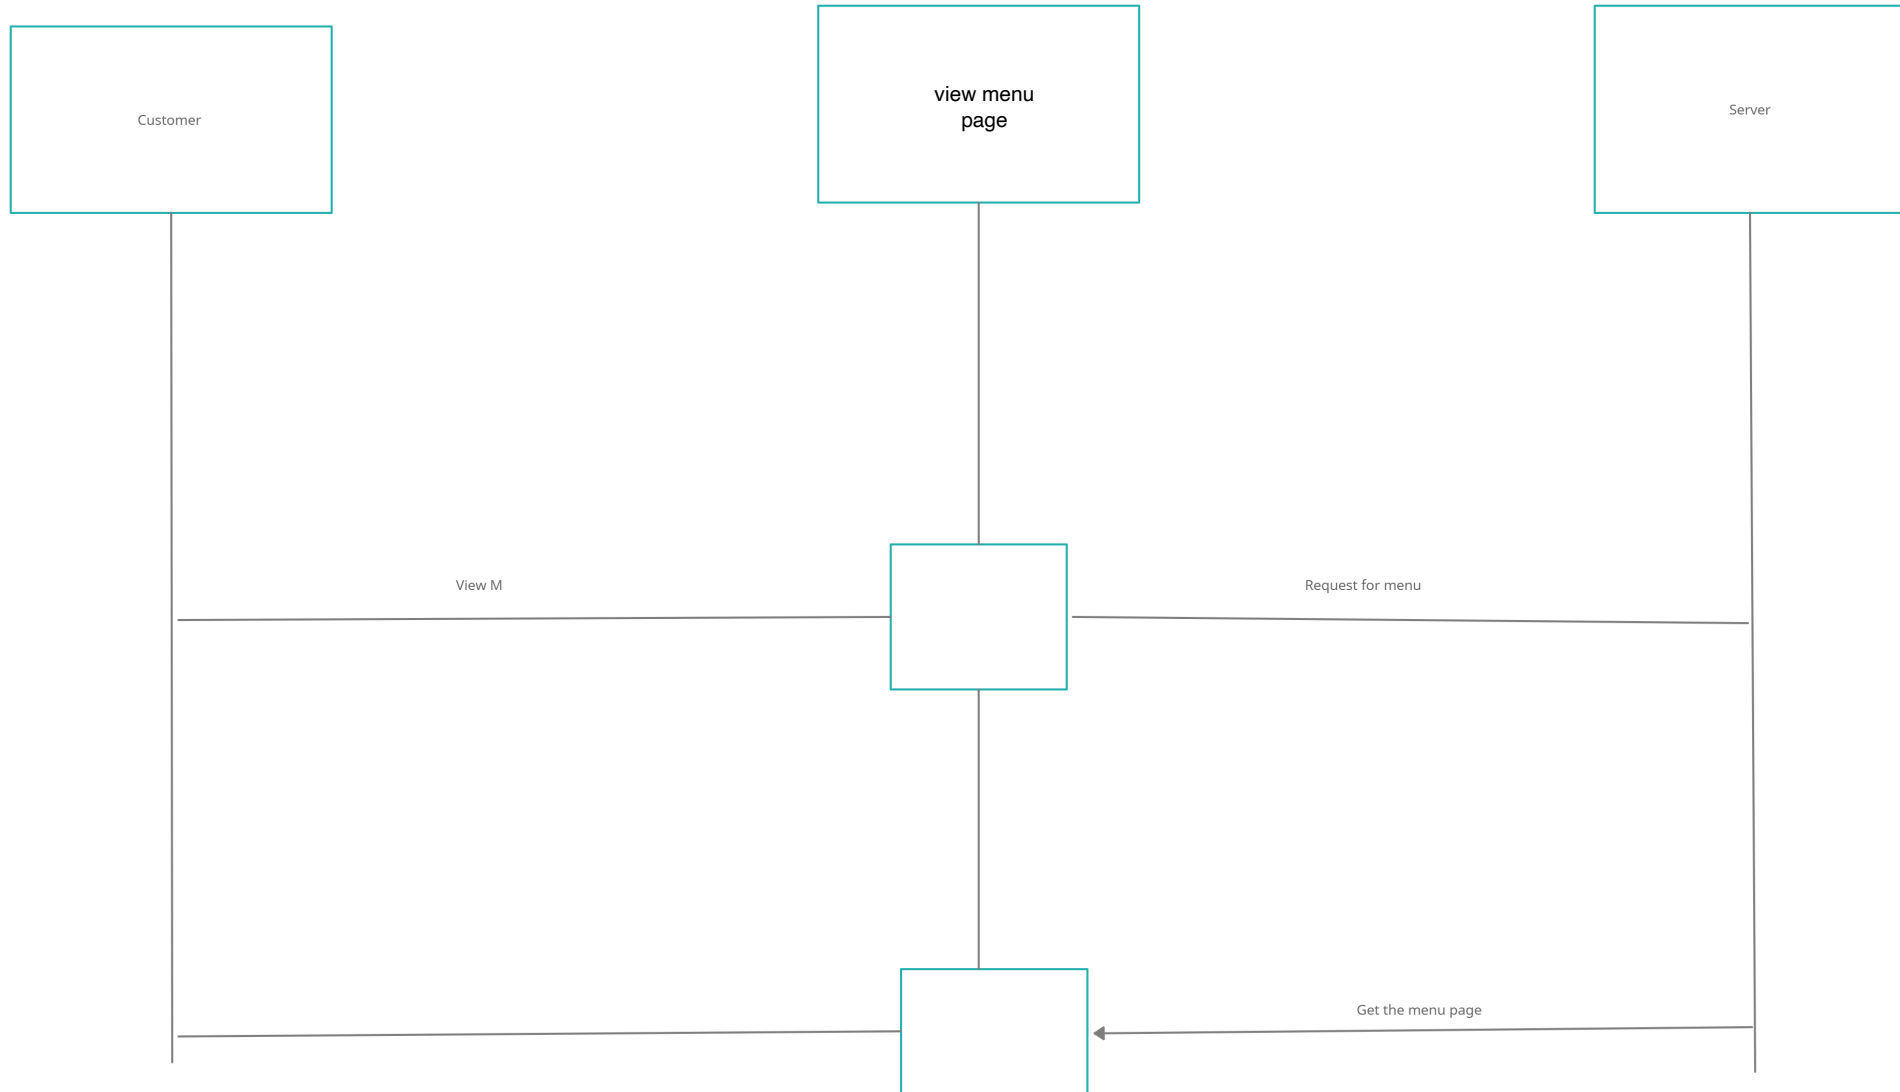 Customer
view menu
page
Server
View M
Request for menu
Get the menu page